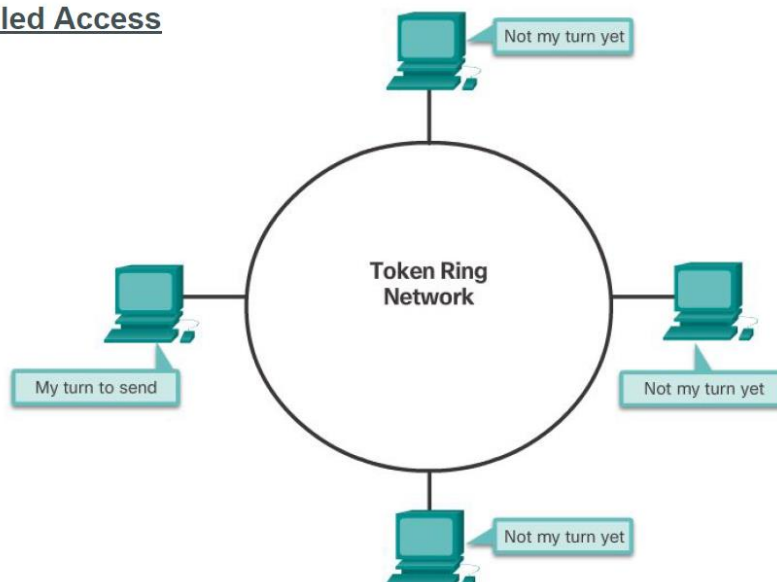 led Access
Not my turn yet
Token Ring
Network
My turn to send
Not my turn yet
Not my turn yet